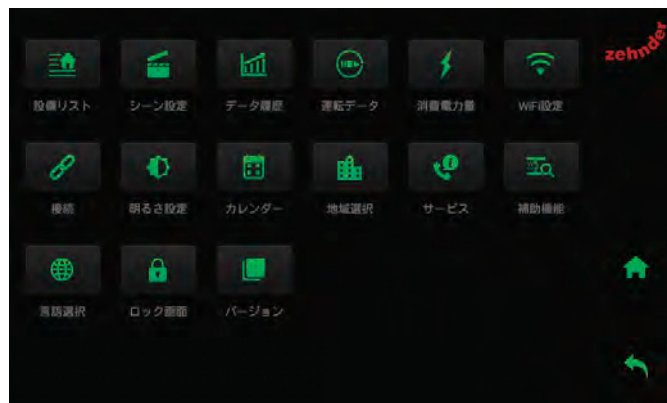 zehnder
設備リスト シーン設定 データ履歴 運転データ 消費電力量 WiFi設定
接続 明るさ設定 カレンダー 地域選択 サービス 補助機能
言語選択 ロック画面 バージョン